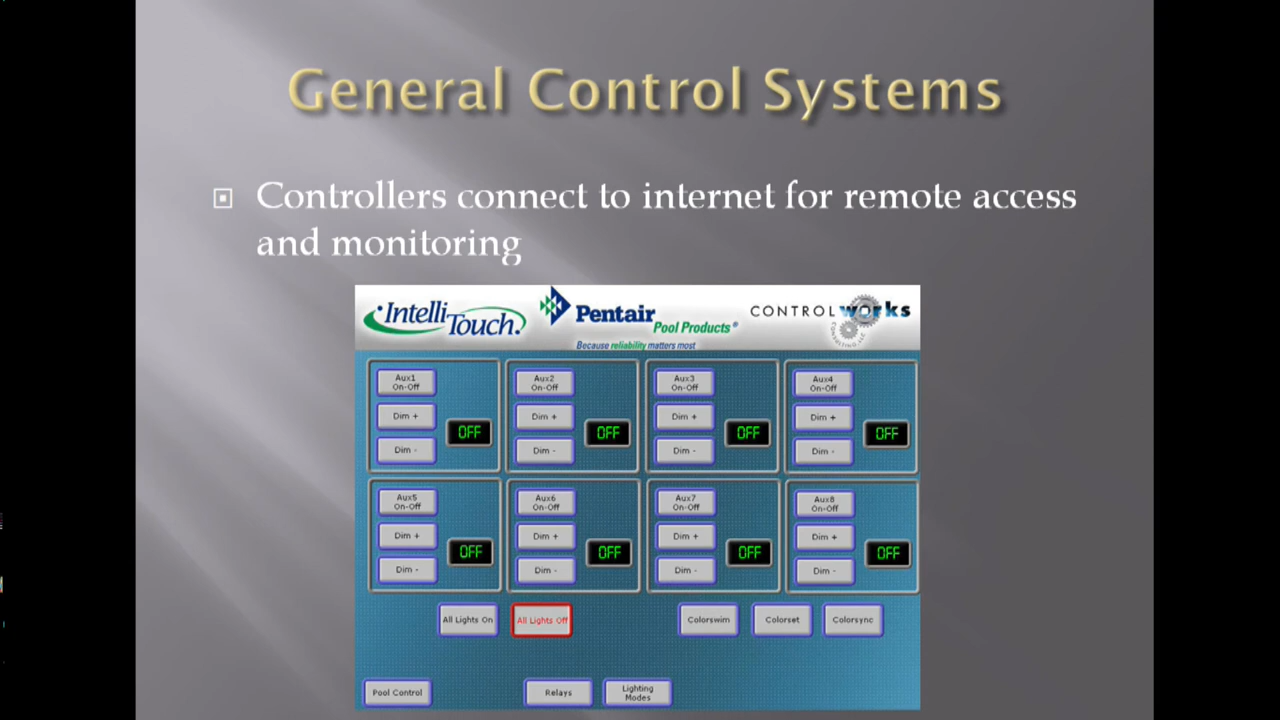 General Control Systems
Controllers connect to internet for remote access
and monitoring
IntelliTouch.
Pentair
Pool Products®
Because reliability matters most
CONTROLWORKS
CONSULTING, LLC
Aux1
On-Off
Dim +
Dim -
OFF
Aux2
On-Off
Dim +
Dim -
OFF
Aux3
On-Off
Dim +
Dim -
OFF
Aux4
On-Off
Dim +
Dim -
OFF
Aux5
On-Off
Dim +
Dim -
OFF
Aux6
On-Off
Dim +
Dim -
OFF
Aux7
On-Off
Dim +
Dim -
OFF
Aux8
On-Off
Dim +
Dim -
OFF
All Lights On
All Lights Off
Colorswim
Colorset
Colorsync
Pool Control
Relays
Lighting
Modes